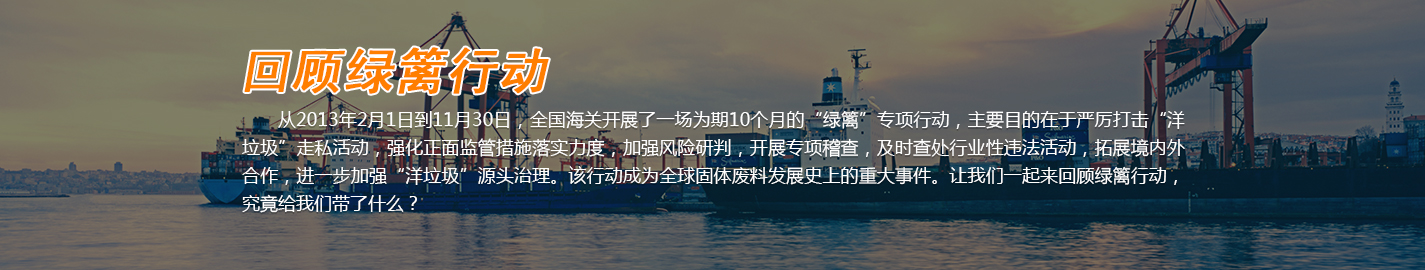 回顾绿篱行动
从2013年2月1日到11月30日，全国海关开展了一场为期10个月的“绿篱”专项行动，主要目的在于严厉打击“洋
垃圾”走私活动，强化正面监管措施落实力度，加强风险研判，开展专项稽查，及时查处行业性违法活动，拓展境内外
合作，进一步加强“洋垃圾”源头治理。该行动成为全球固体废料发展史上的重大事件。让我们一起来回顾绿篱行动，
究竟给我们带了什么？